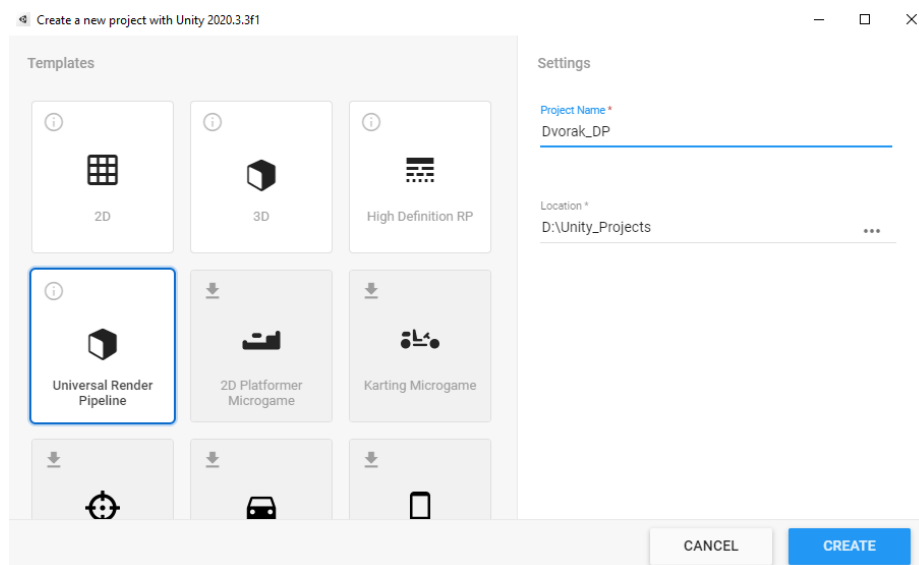 Create a new project with Unity 2020.3.3f1
Templates
2D
3D
High Definition RP
Universal Render
Pipeline
2D Platformer
Microgame
Karting Microgame
Settings
Project Name *
Dvorak_DP
Location *
D:\Unity_Projects
CANCEL
CREATE